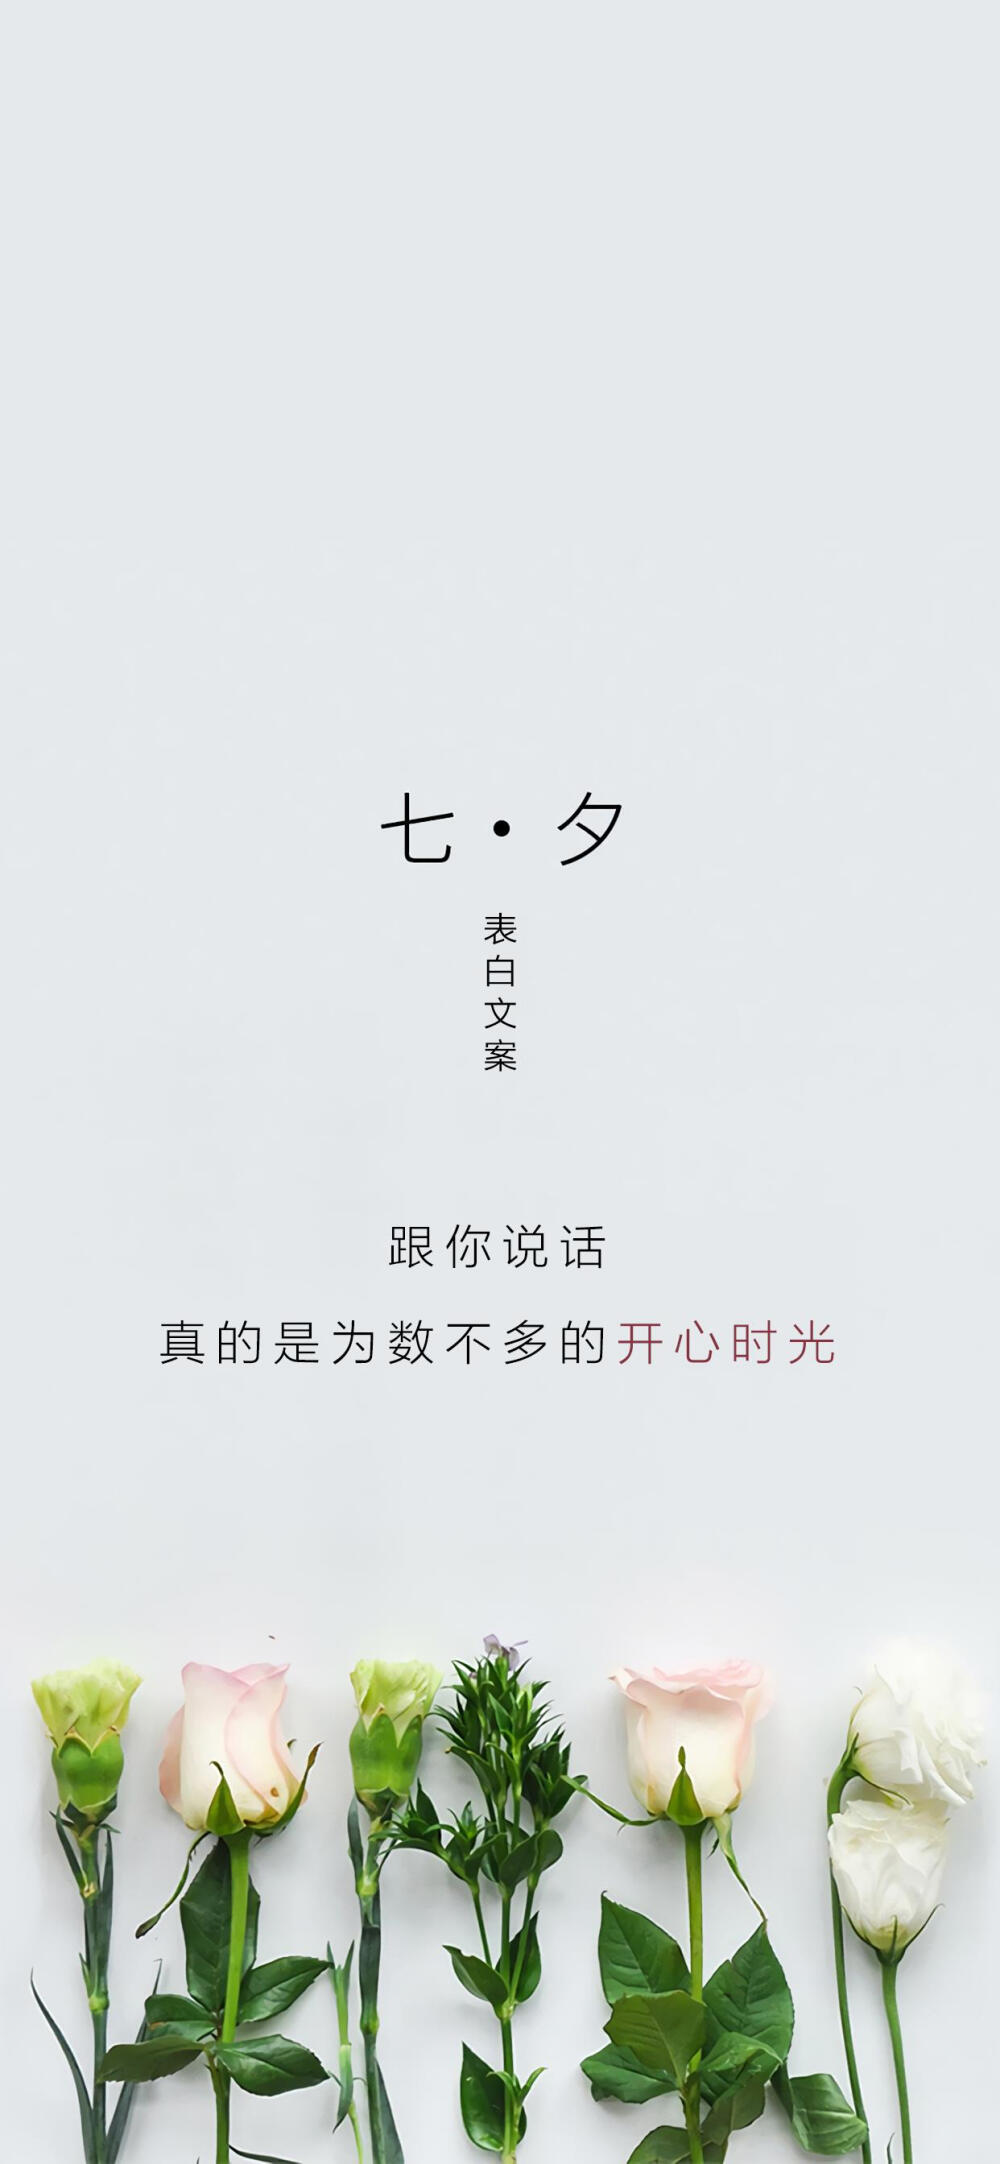 七·夕
表白文案
跟你说话
真的是为数不多的开心时光